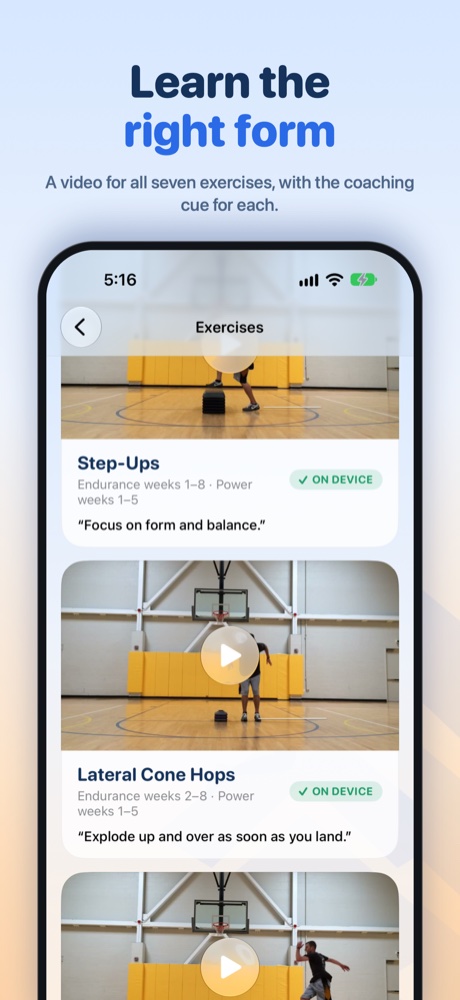 Learn the
right form
A video for all seven exercises, with the coaching
cue for each.
5:16
Exercises
Step-Ups
Endurance weeks 1–8 · Power
weeks 1–5
✓ ON DEVICE
“Focus on form and balance.”
Lateral Cone Hops
Endurance weeks 2–8 · Power
weeks 1–5
✓ ON DEVICE
“Explode up and over as soon as you land.”